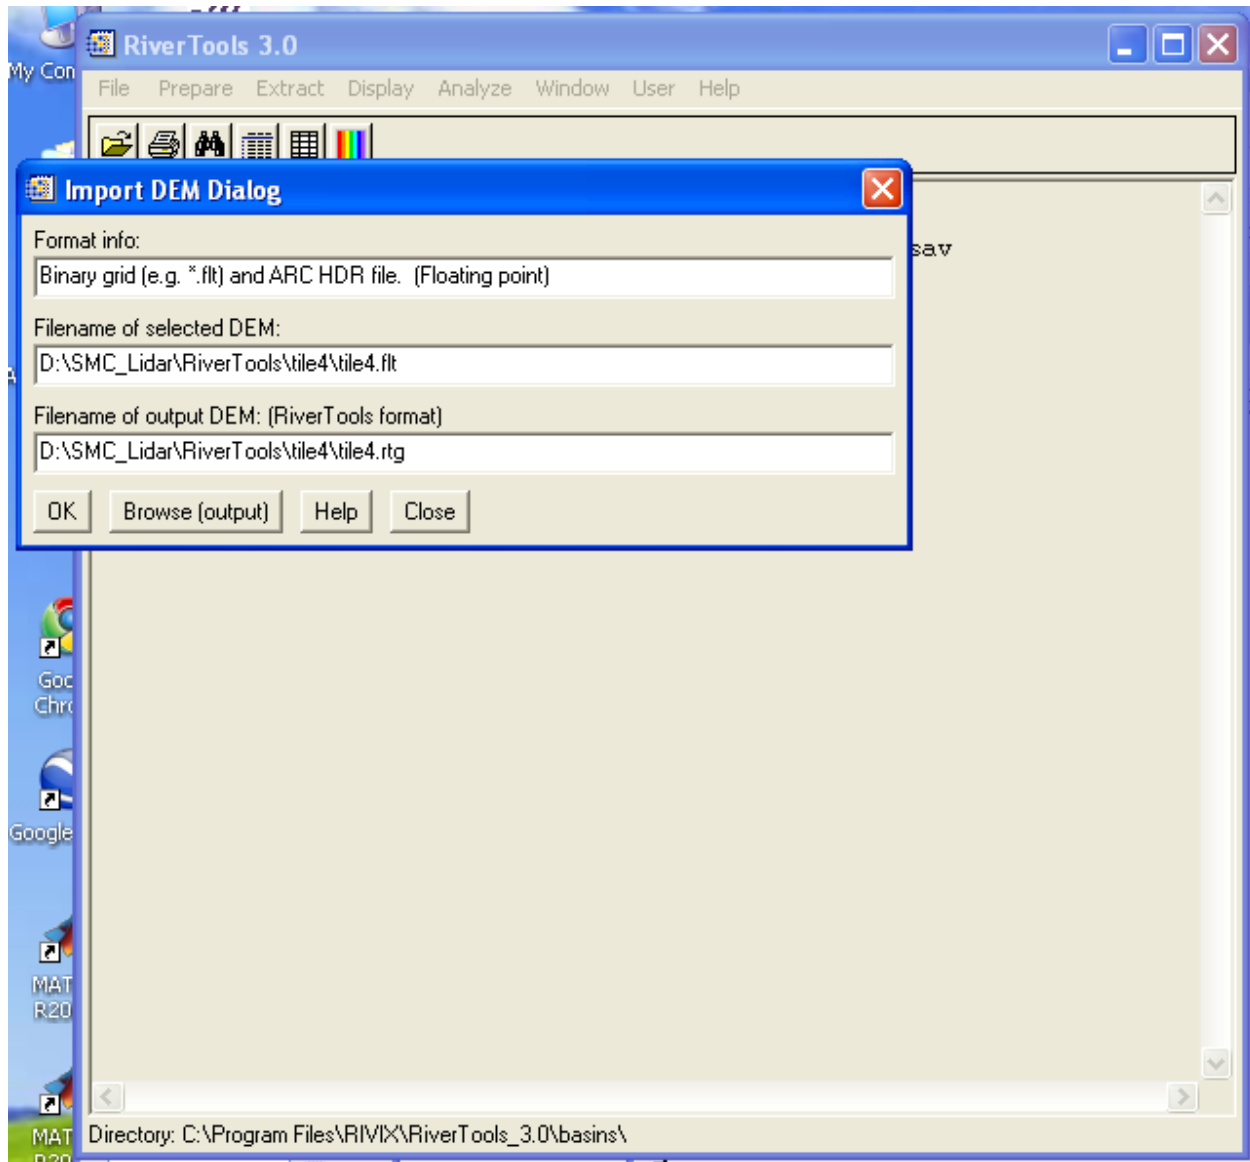 My Con
RiverTools 3.0
File Prepare Extract Display Analyze Window User Help
Import DEM Dialog
Format info:
Binary grid (e.g. *.flt) and ARC HDR file. (Floating point)
sav
Filename of selected DEM:
D:\SMC_Lidar\RiverTools\tile4\tile4.flt
Filename of output DEM: (RiverTools format)
D:\SMC_Lidar\RiverTools\tile4\tile4.rtg
OK Browse (output) Help Close
Goo
Chro
Google
MAT
R20
MAT
Directory: C:\Program Files\RIVIX\RiverTools_3.0\basins\